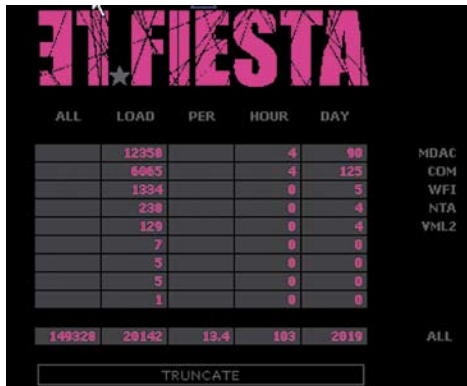 EL FIESTA
ALL LOAD PER HOUR DAY
12358 4 90 MDAC
6065 4 125 COM
1334 0 5 WFI
238 0 4 NTA
129 0 4 VML2
7 0 0
5 0 0
5 0 0
1 0 0
149328 20142 13.4 103 2019 ALL
TRUNCATE